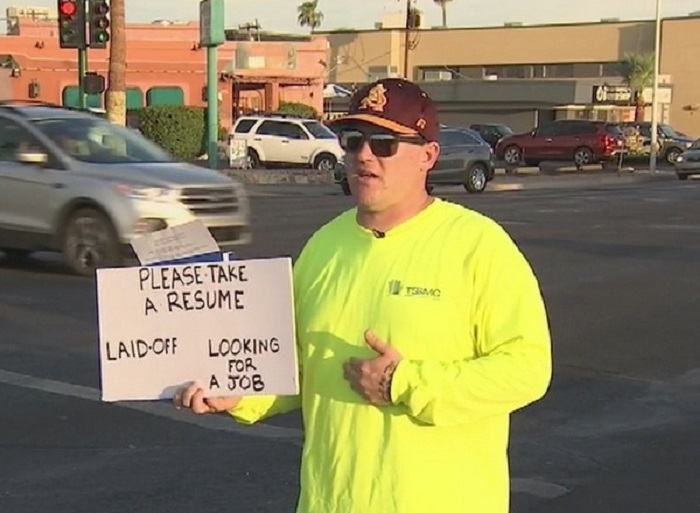 PLEASE TAKE
A RESUME
LAID-OFF
LOOKING
FOR
A JOB